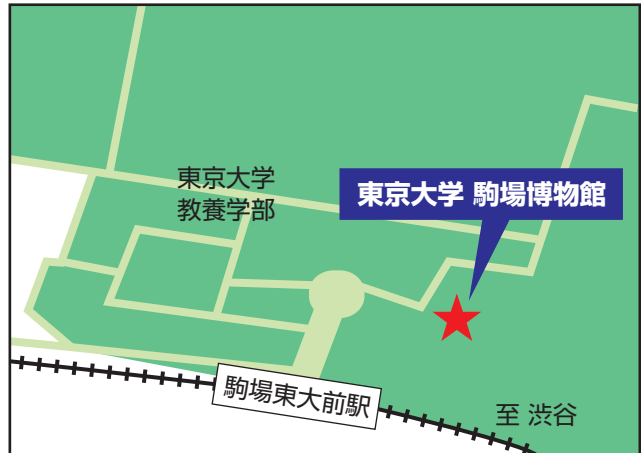 東京大学
教養学部
東京大学 駒場博物館
駒場東大前駅
至 渋谷